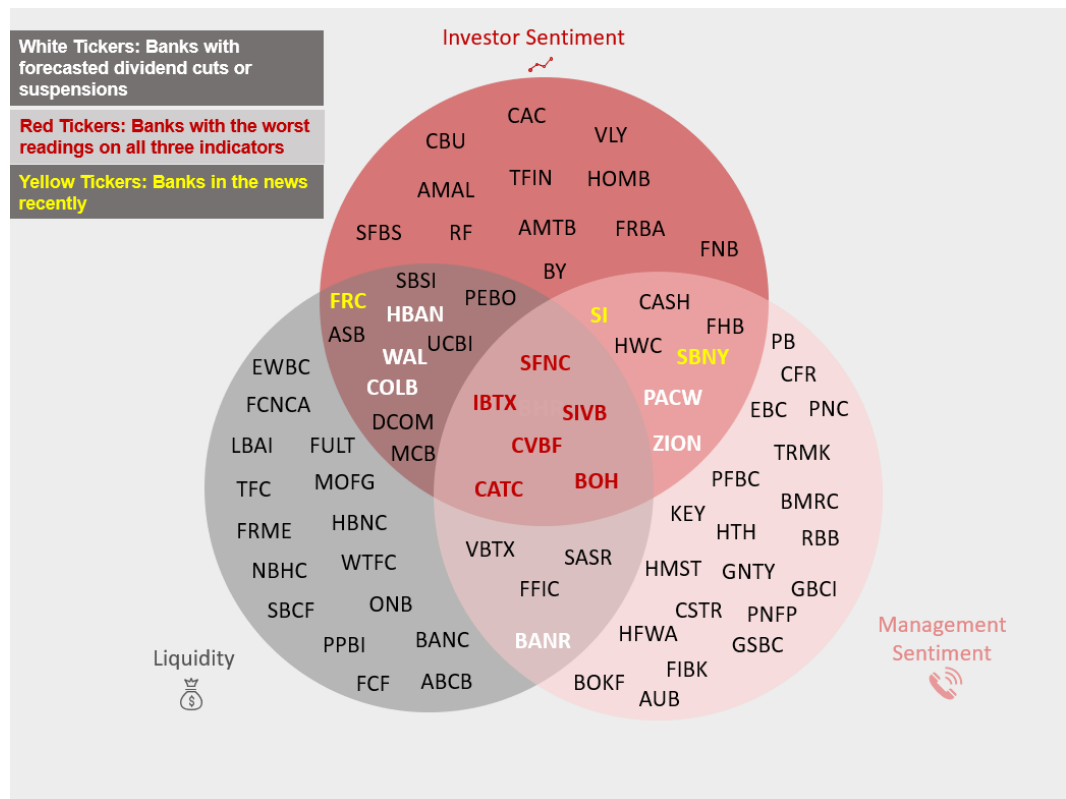 Investor Sentiment
White Tickers: Banks with
forecasted dividend cuts or
suspensions
Red Tickers: Banks with the worst
readings on all three indicators
Yellow Tickers: Banks in the news
recently
CAC
CBU
VLY
AMAL
TFIN
HOMB
SFBS
RF
AMTB
FRBA
FNB
BY
SBSI
FRC
HBAN
PEBO
ASB
UCBI
WAL
COLB
DCOM
MCB
SI
CASH
FHB
HWC
SBNY
PACW
ZION
SFNC
IBTX
SIVB
CVBF
CATC
BOH
EWBC
FCNCA
LBAI
FULT
TFC
MOFG
FRME
HBNC
NBHC
WTFC
SBCF
ONB
PPBI
BANC
FCF
ABCB
VBTX
SASR
FFIC
BANR
PB
CFR
EBC
PNC
TRMK
PFBC
BMRC
KEY
HTH
RBB
HMST
GNTY
GBCI
CSTR
PNFP
HFWA
GSBC
FIBK
BOKF
AUB
Liquidity
Management
Sentiment